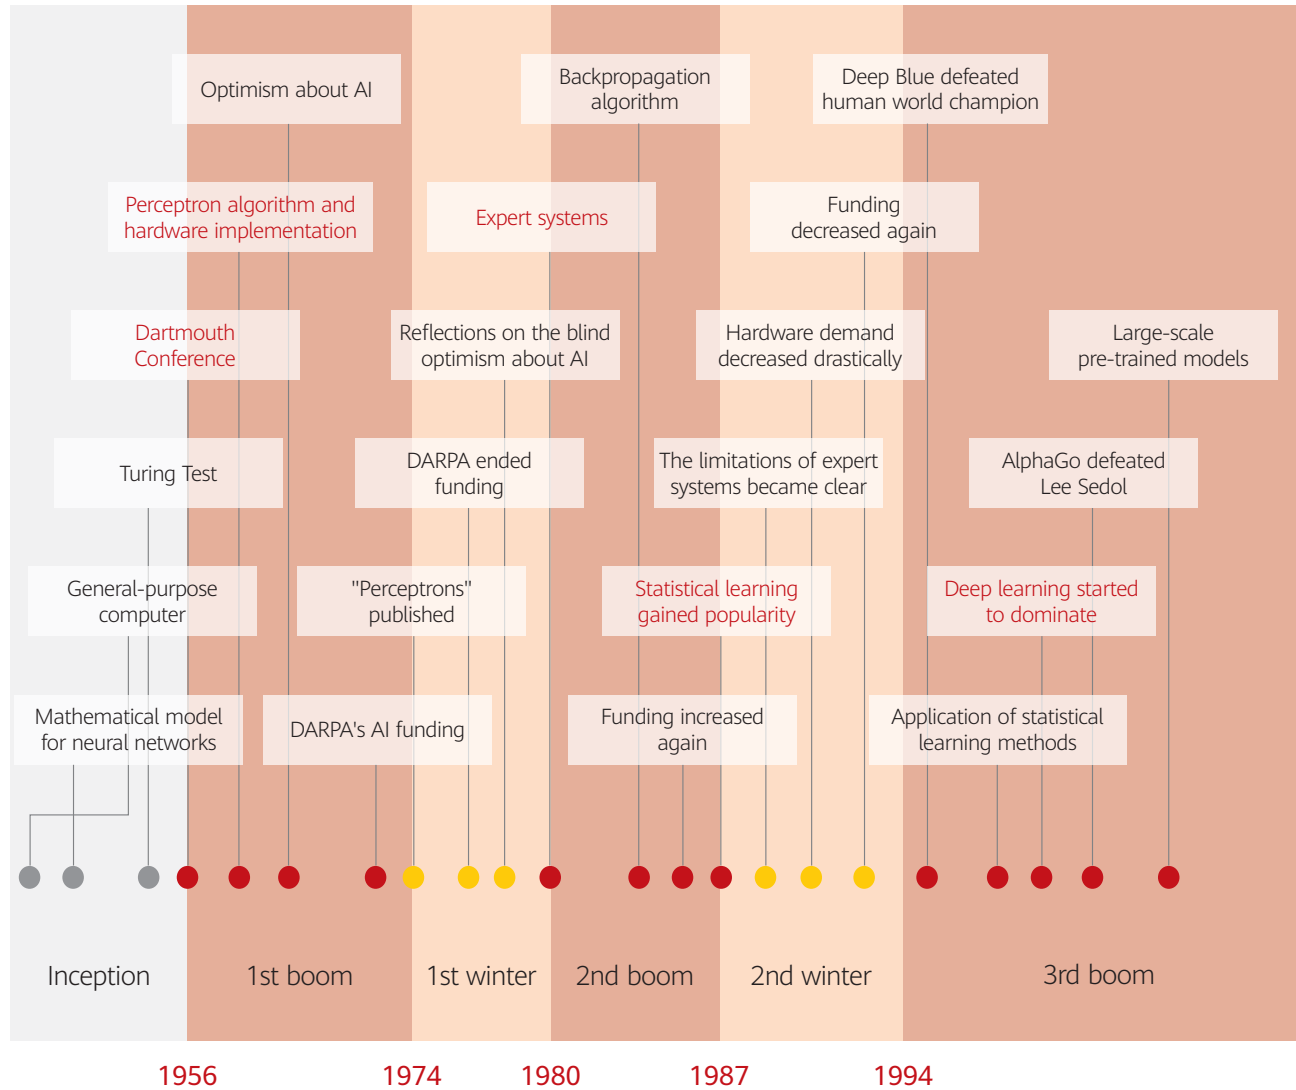 Optimism about AI
Backpropagation
algorithm
Deep Blue defeated
human world champion
Perceptron algorithm and
hardware implementation
Expert systems
Funding
decreased again
Dartmouth
Conference
Reflections on the blind
optimism about AI
Hardware demand
decreased drastically
Large-scale
pre-trained models
Turing Test
DARPA ended
funding
The limitations of expert
systems became clear
AlphaGo defeated
Lee Sedol
General-purpose
computer
"Perceptrons"
published
Statistical learning
gained popularity
Deep learning started
to dominate
Mathematical model
for neural networks
DARPA's AI funding
Funding increased
again
Application of statistical
learning methods
Inception
1st boom
1st winter
2nd boom
2nd winter
3rd boom
1956
1974
1980
1987
1994